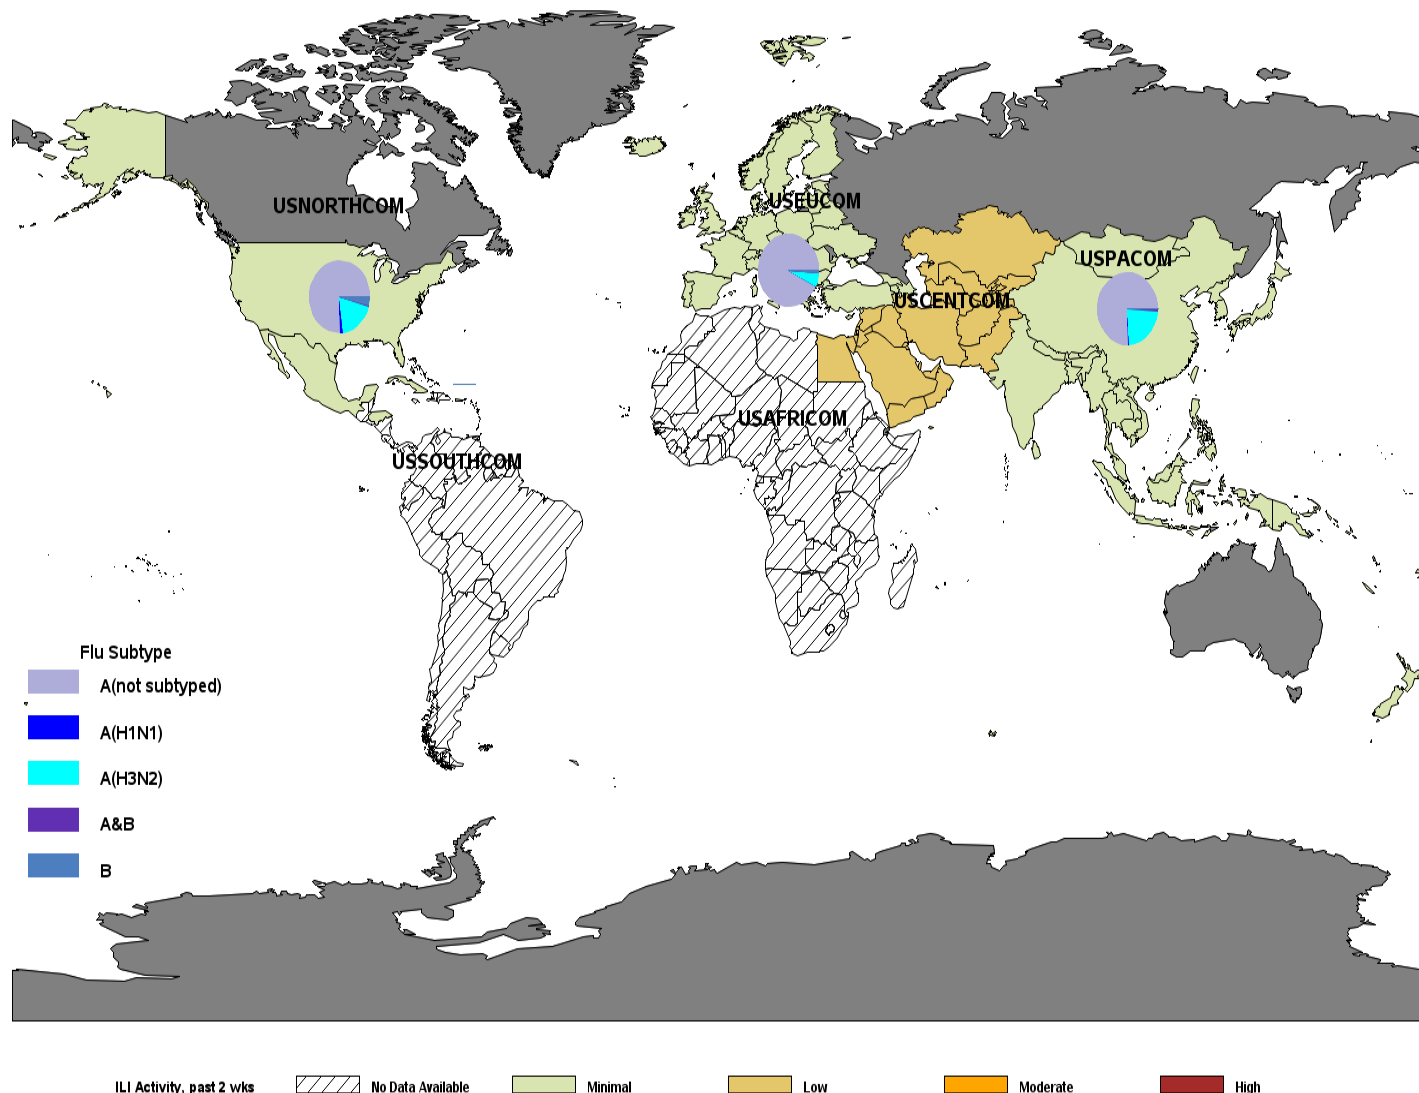 USNORTHCOM
USEUCOM
USPACOM
USCENTCOM
USAFRICOM
USSOUTHCOM
Flu Subtype
A(not subtyped)
A(H1N1)
A(H3N2)
A&B
B
ILI Activity, past 2 wks No Data Available Minimal Low Moderate High